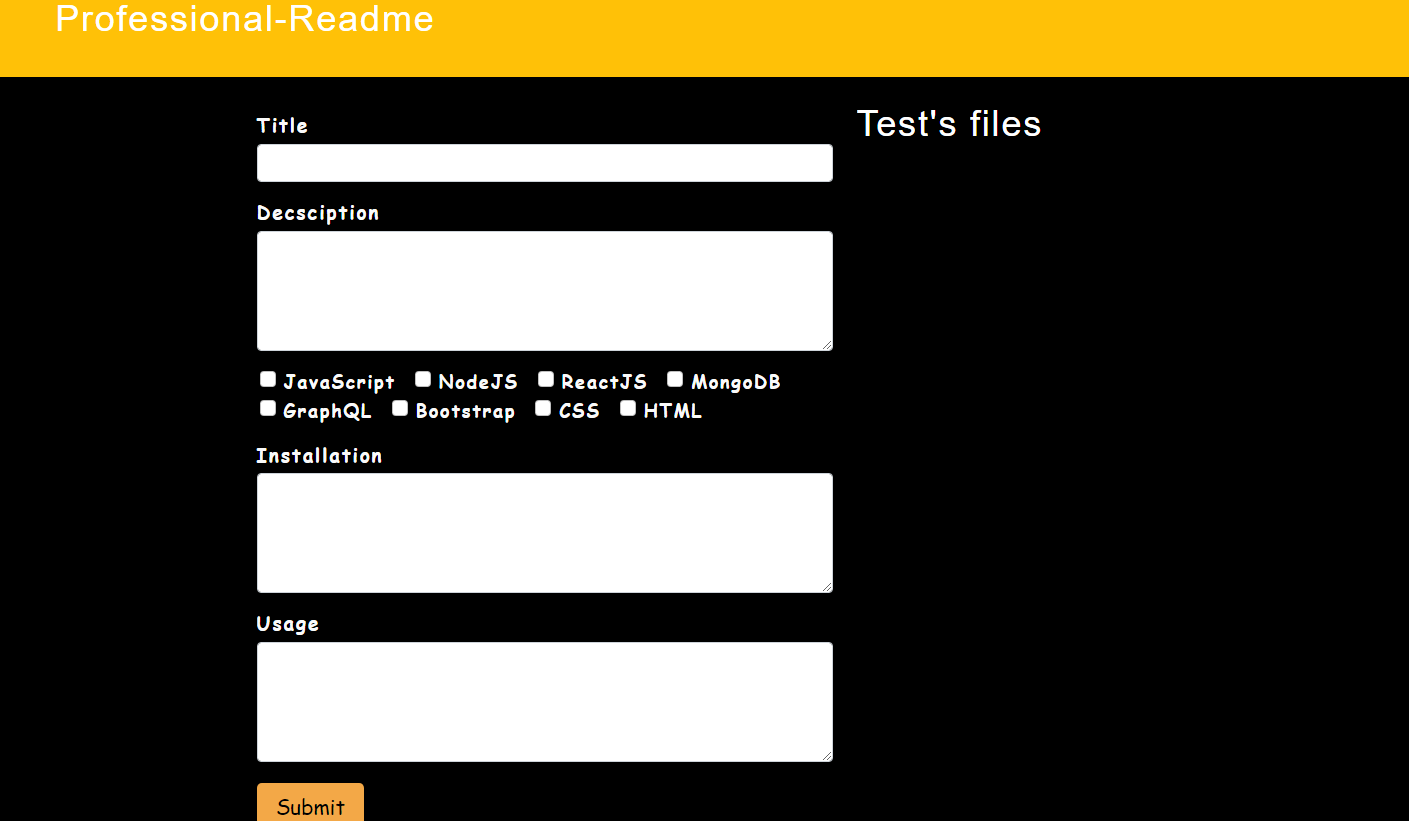 Professional-Readme
Title
Decsciption
JavaScript NodeJS ReactJS MongoDB
GraphQL Bootstrap CSS HTML
Installation
Usage
Submit
Test's files